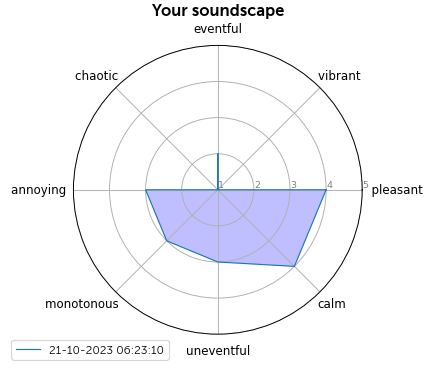 Your soundscape
eventful
chaotic
vibrant
annoying
1
2
3
4
5
pleasant
monotonous
calm
uneventful
21-10-2023 06:23:10